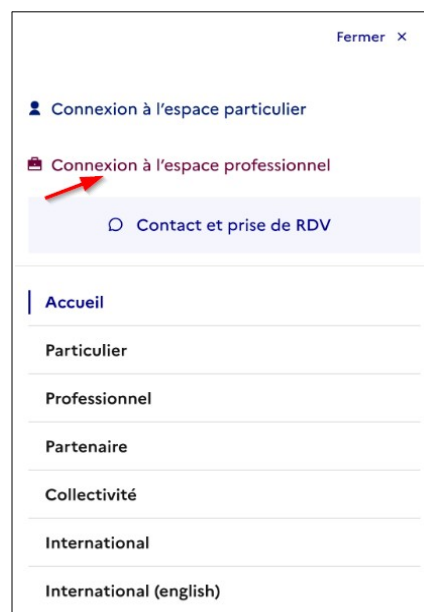 Fermer ×
Connexion à l’espace particulier
Connexion à l’espace professionnel
Contact et prise de RDV
Accueil
Particulier
Professionnel
Partenaire
Collectivité
International
International (english)